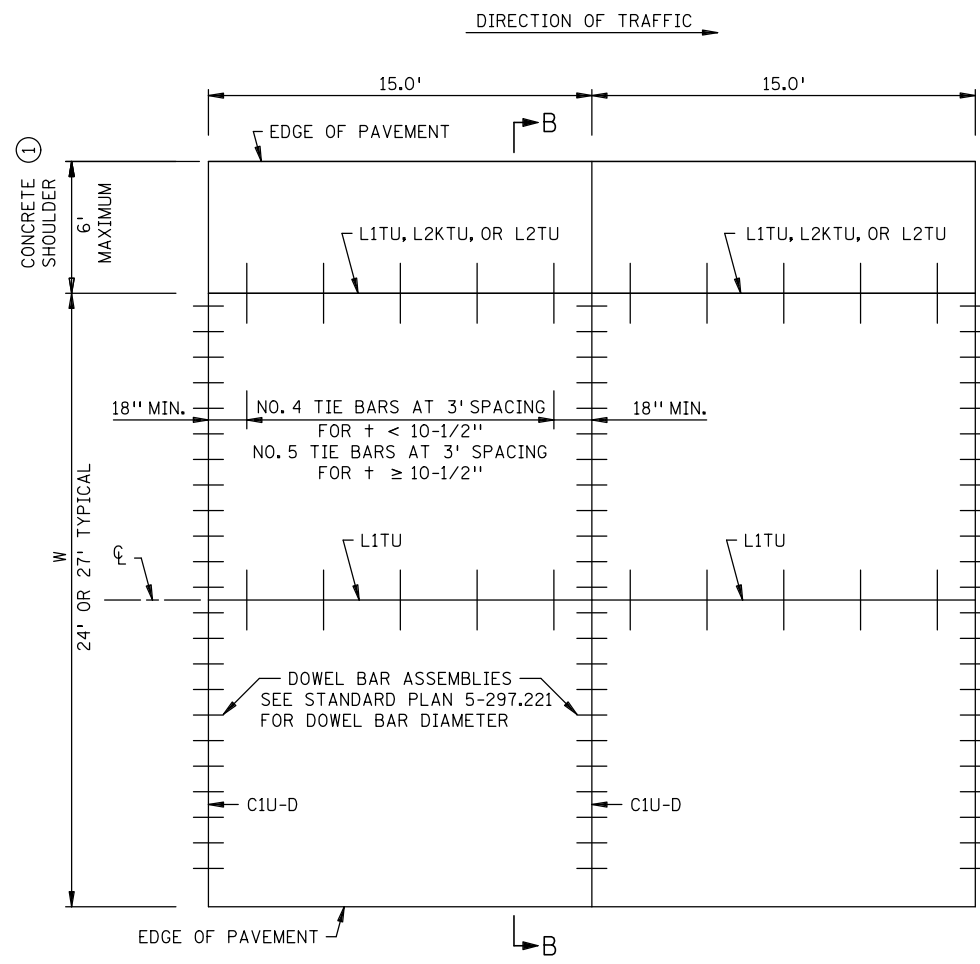 DIRECTION OF TRAFFIC
15.0'
15.0'
B
EDGE OF PAVEMENT
1
CONCRETE
SHOULDER
6'
MAXIMUM
L1TU, L2KTU, OR L2TU
L1TU, L2KTU, OR L2TU
18" MIN.
NO. 4 TIE BARS AT 3' SPACING
FOR t < 10-1/2"
NO. 5 TIE BARS AT 3' SPACING
FOR t ≥ 10-1/2"
18" MIN.
W
24' OR 27' TYPICAL
℄
L1TU
L1TU
DOWEL BAR ASSEMBLIES
SEE STANDARD PLAN 5-297.221
FOR DOWEL BAR DIAMETER
C1U-D
C1U-D
EDGE OF PAVEMENT
B